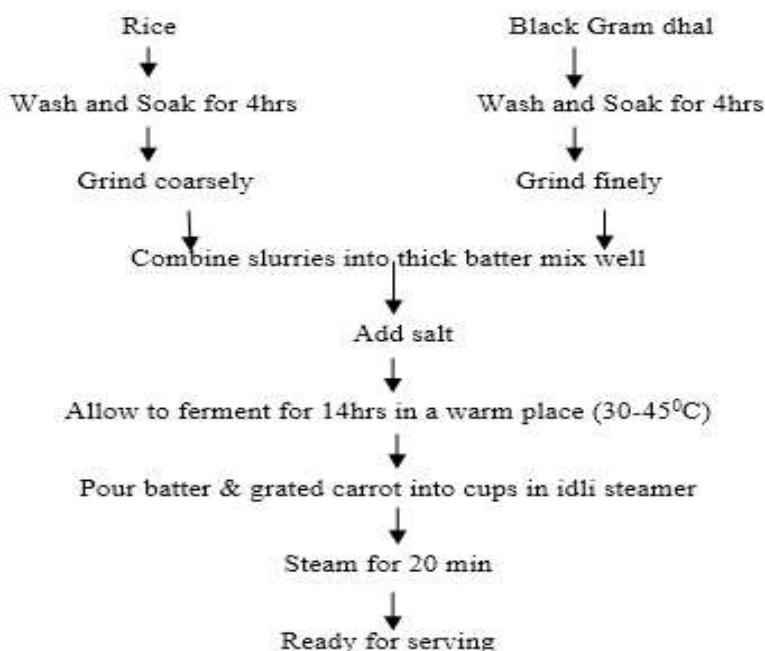 Rice Black Gram dhal
Wash and Soak for 4hrs Wash and Soak for 4hrs
Grind coarsely Grind finely
Combine slurries into thick batter mix well
Add salt
Allow to ferment for 14hrs in a warm place (30-45⁰C)
Pour batter & grated carrot into cups in idli steamer
Steam for 20 min
Ready for serving